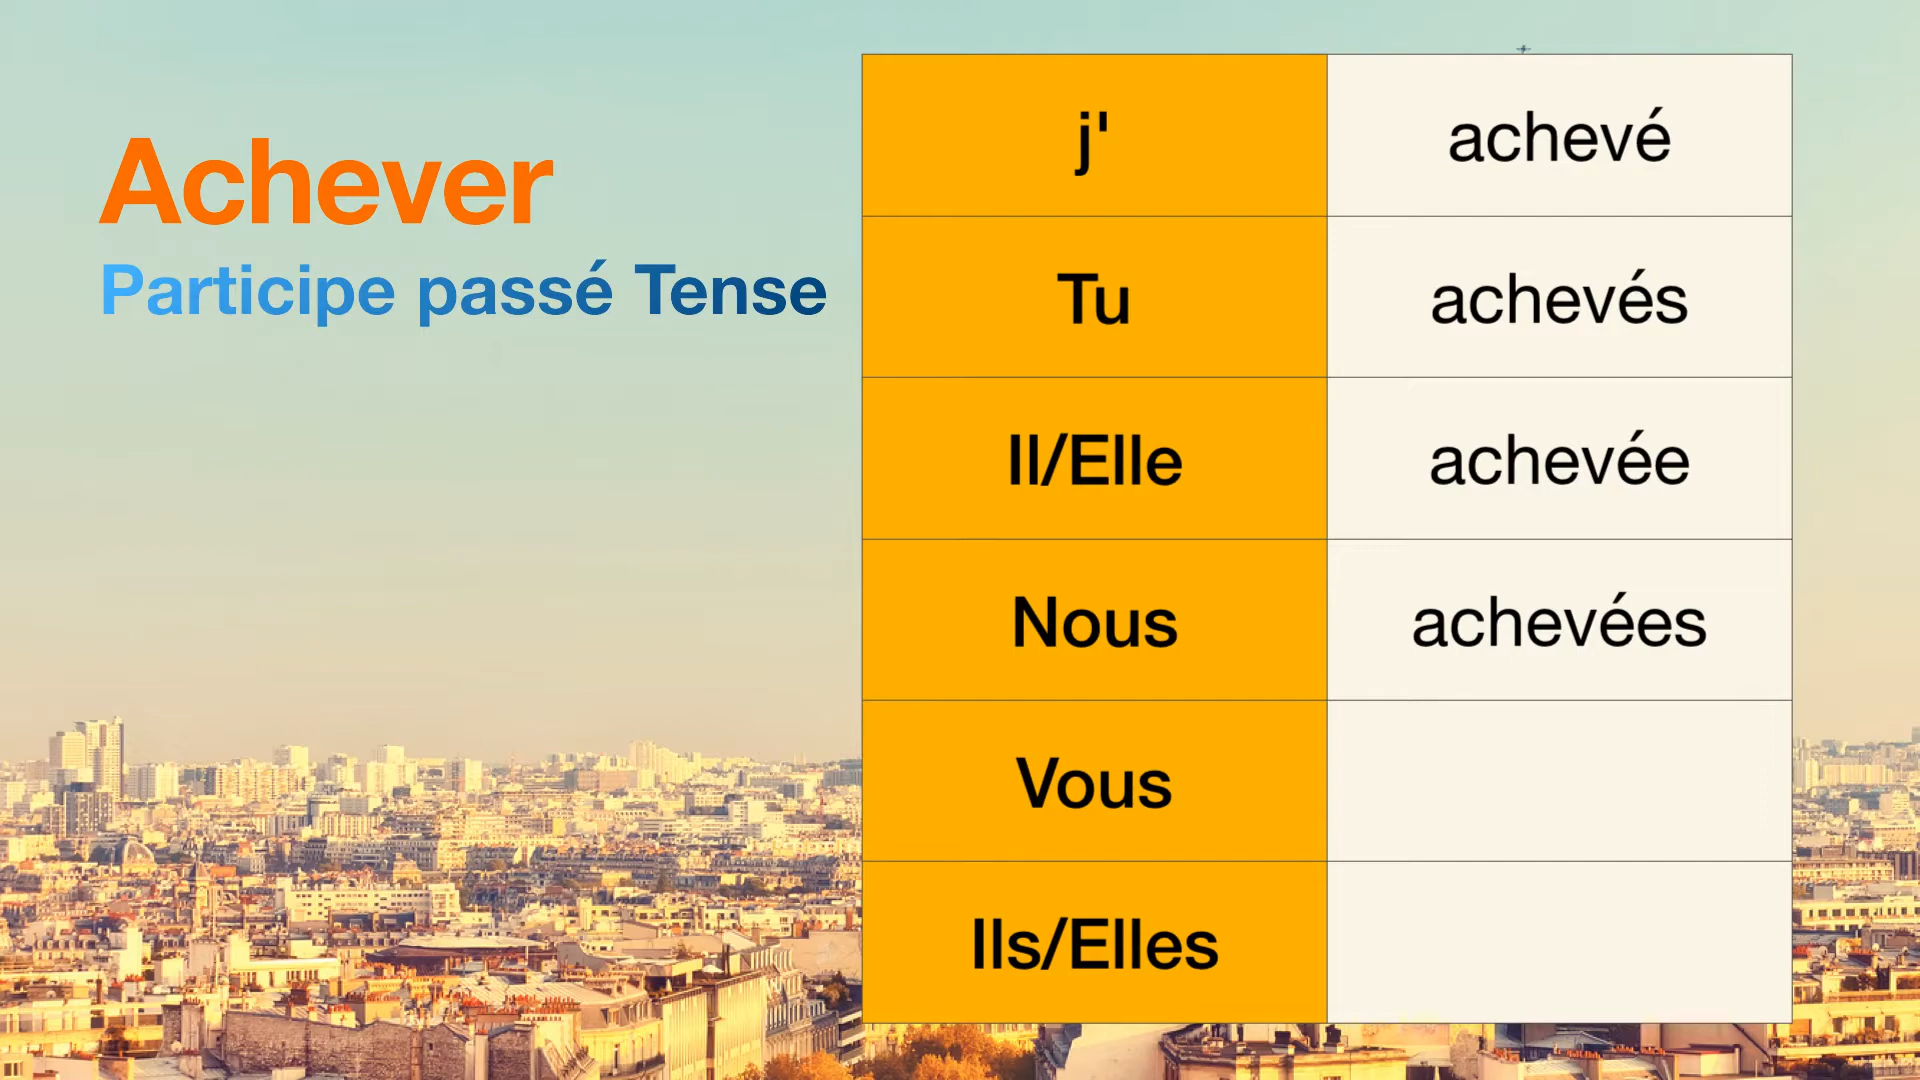 Achever
Participe passé Tense
j' achevé
Tu achevés
Il/Elle achevée
Nous achevées
Vous
Ils/Elles